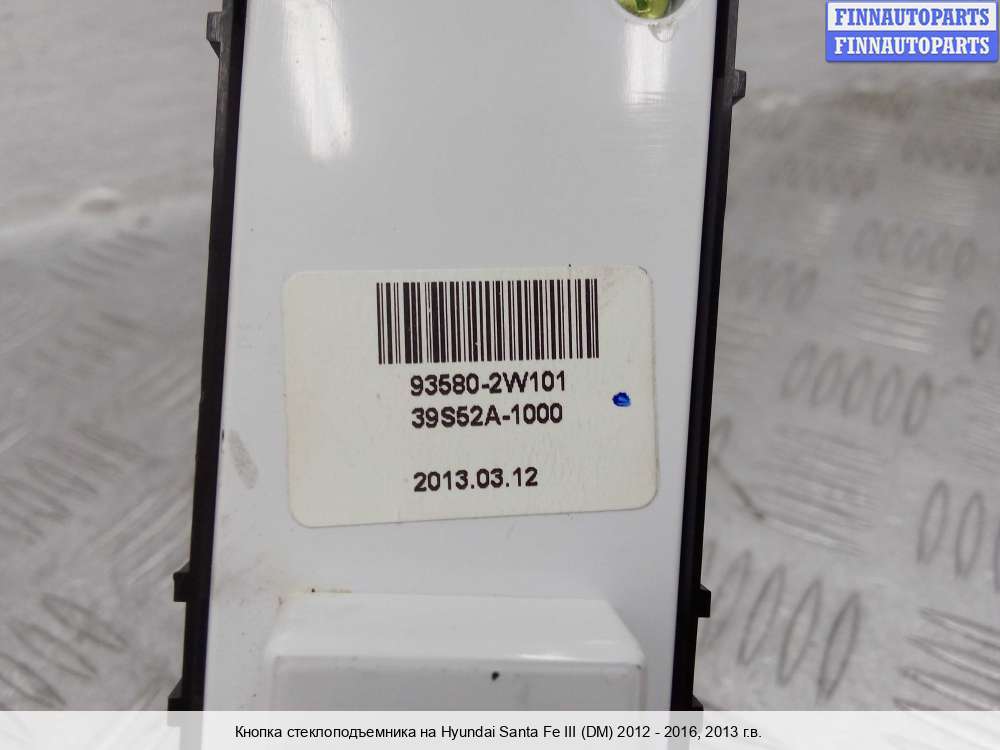 FINNAUTOPARTS
FINNAUTOPARTS
93580-2W101
39S52A-1000
2013.03.12
Кнопка стеклоподъемника на Hyundai Santa Fe III (DM) 2012 - 2016, 2013 г.в.